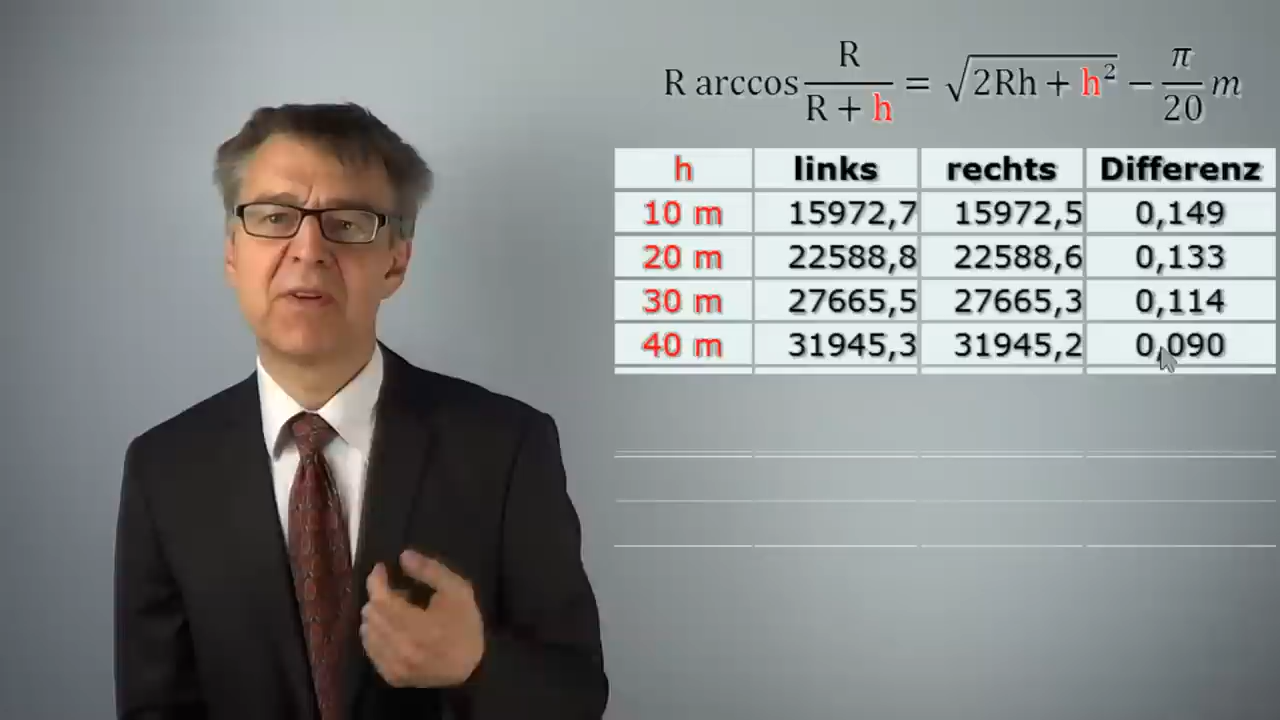 R arccos R/(R + h) = √(2Rh + h²) − π/20 m
h links rechts Differenz
10 m 15972,7 15972,5 0,149
20 m 22588,8 22588,6 0,133
30 m 27665,5 27665,3 0,114
40 m 31945,3 31945,2 0,090